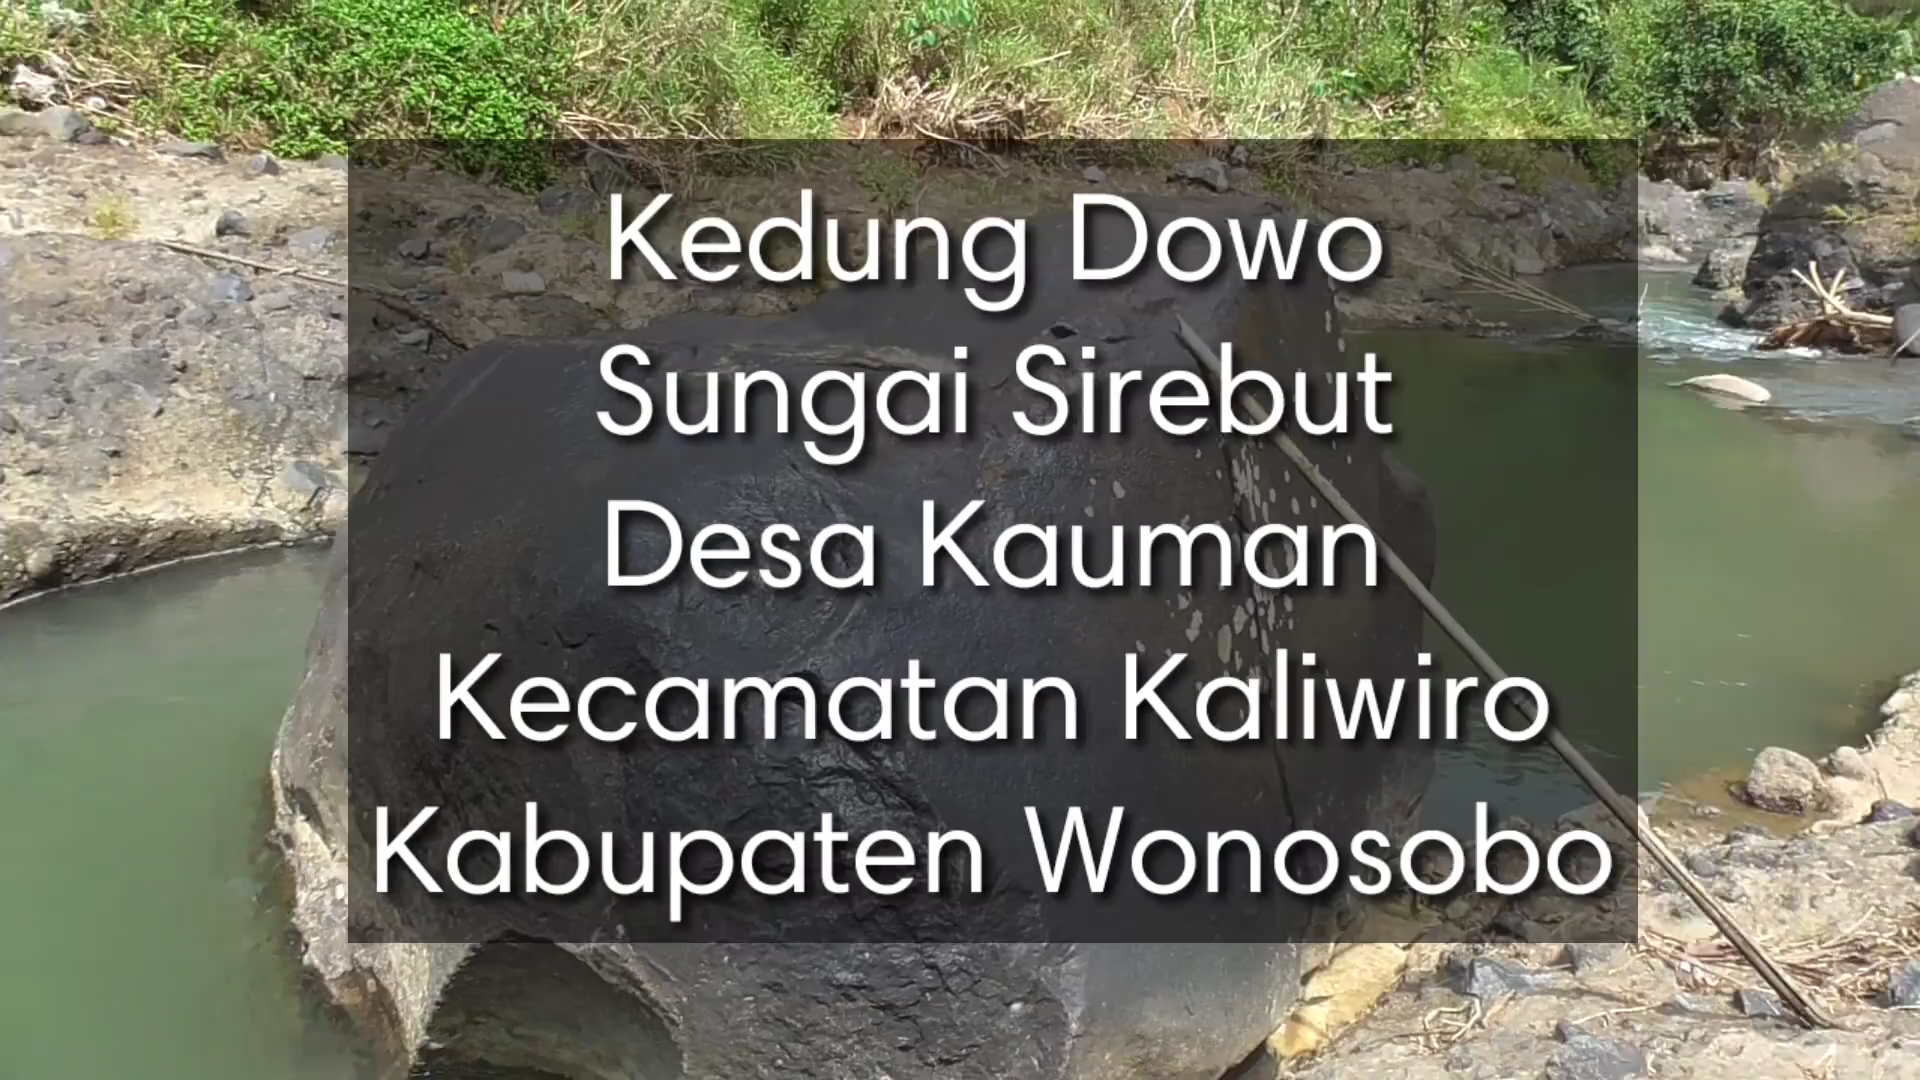 Kedung Dowo
Sungai Sirebut
Desa Kauman
Kecamatan Kaliwiro
Kabupaten Wonosobo